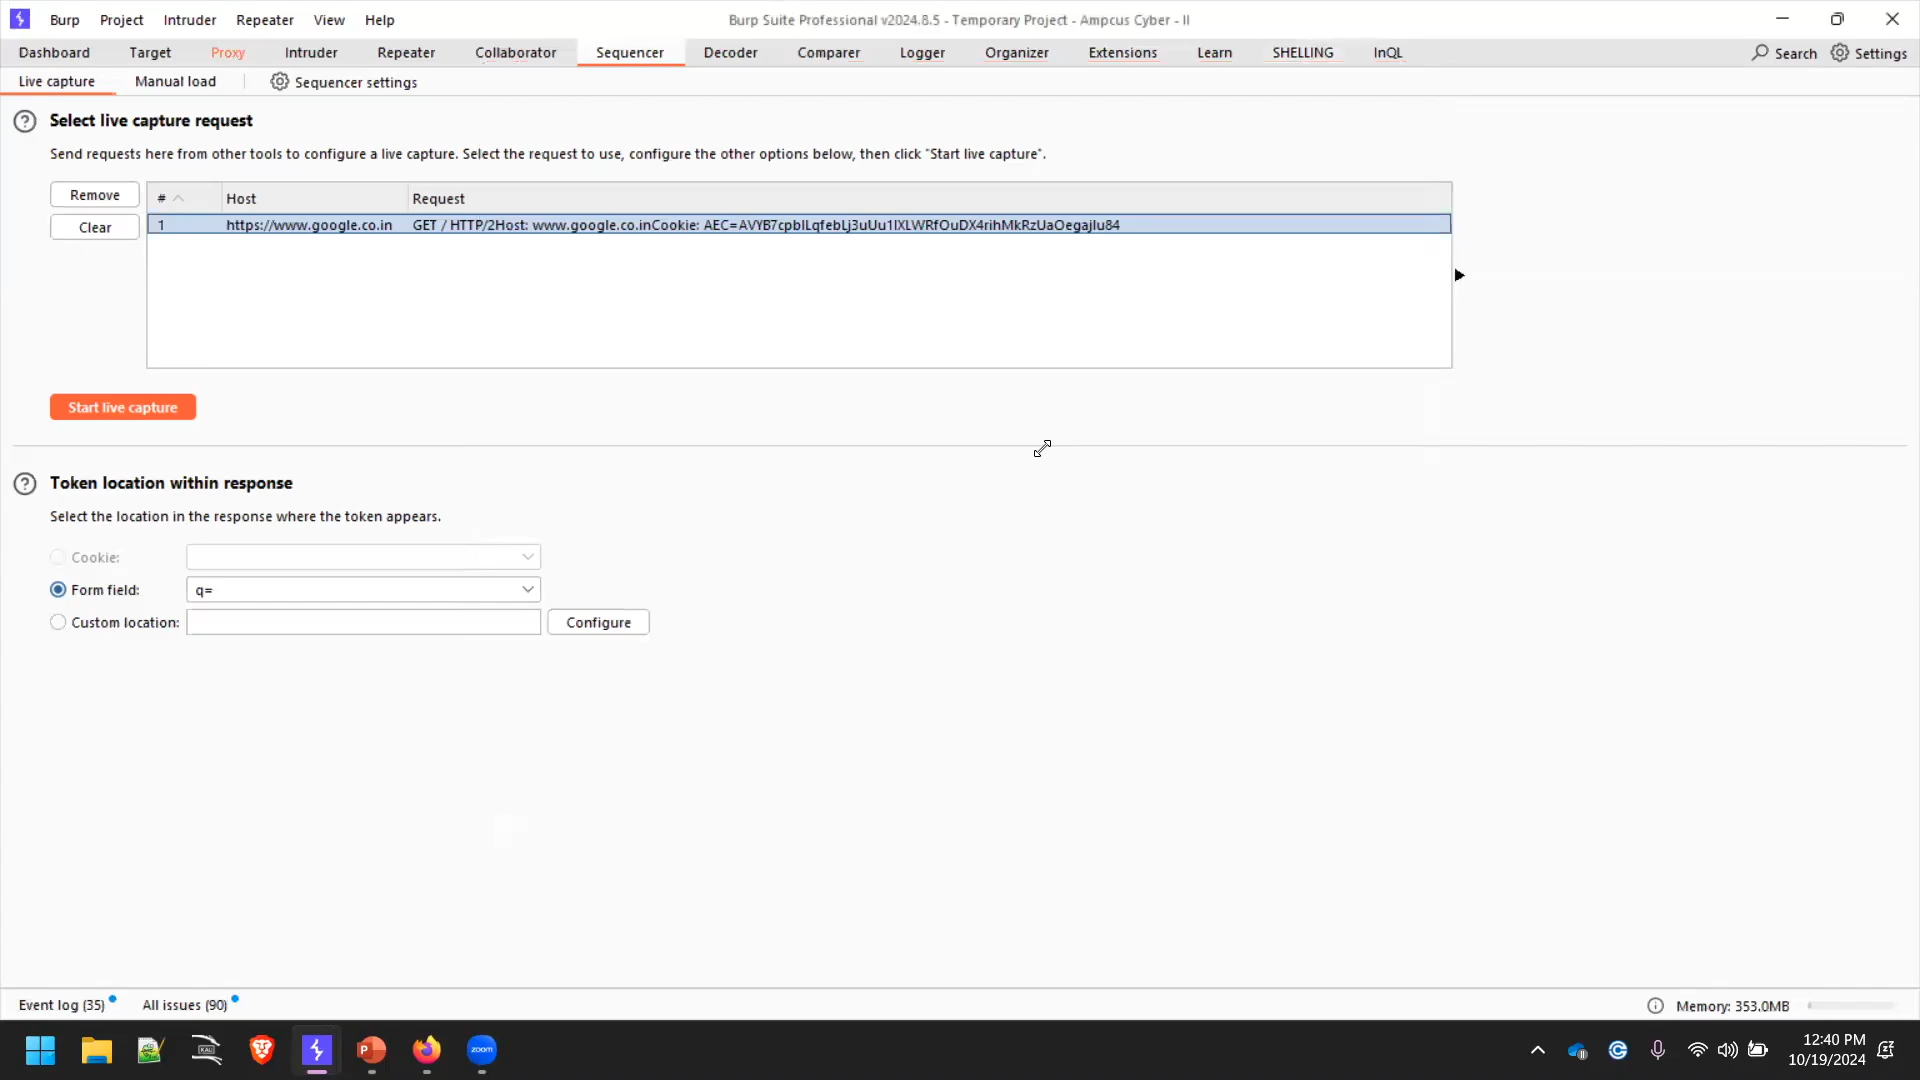 Burp Project Intruder Repeater View Help Burp Suite Professional v2024.8.5 - Temporary Project - Ampcus Cyber - II
Dashboard Target Proxy Intruder Repeater Collaborator Sequencer Decoder Comparer Logger Organizer Extensions Learn SHELLING InQL Search Settings
Live capture Manual load Sequencer settings
? Select live capture request
Send requests here from other tools to configure a live capture. Select the request to use, configure the other options below, then click "Start live capture".
Remove # Host Request
Clear 1 https://www.google.co.in GET / HTTP/2Host: www.google.co.inCookie: AEC=AVYB7cpbILqfebLj3uUu1IXLWRfOuDX4rihMkRzUaOegajIu84
Start live capture
? Token location within response
Select the location in the response where the token appears.
Cookie:
Form field: q=
Custom location: Configure
Event log (35) All issues (90) Memory: 353.0MB
KALI P zoom 12:40 PM
10/19/2024